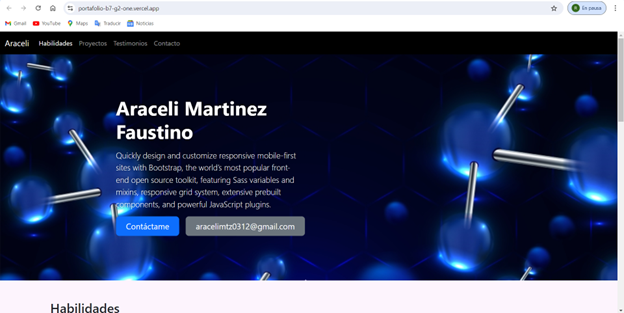 portafolio-b7-g2-one.vercel.app
En pausa
Gmail YouTube Maps Traducir Noticias
Araceli Habilidades Proyectos Testimonios Contacto
Araceli Martinez
Faustino
Quickly design and customize responsive mobile-first
sites with Bootstrap, the world's most popular front-
end open source toolkit, featuring Sass variables and
mixins, responsive grid system, extensive prebuilt
components, and powerful JavaScript plugins.
Contáctame aracelimtz0312@gmail.com
Habilidades